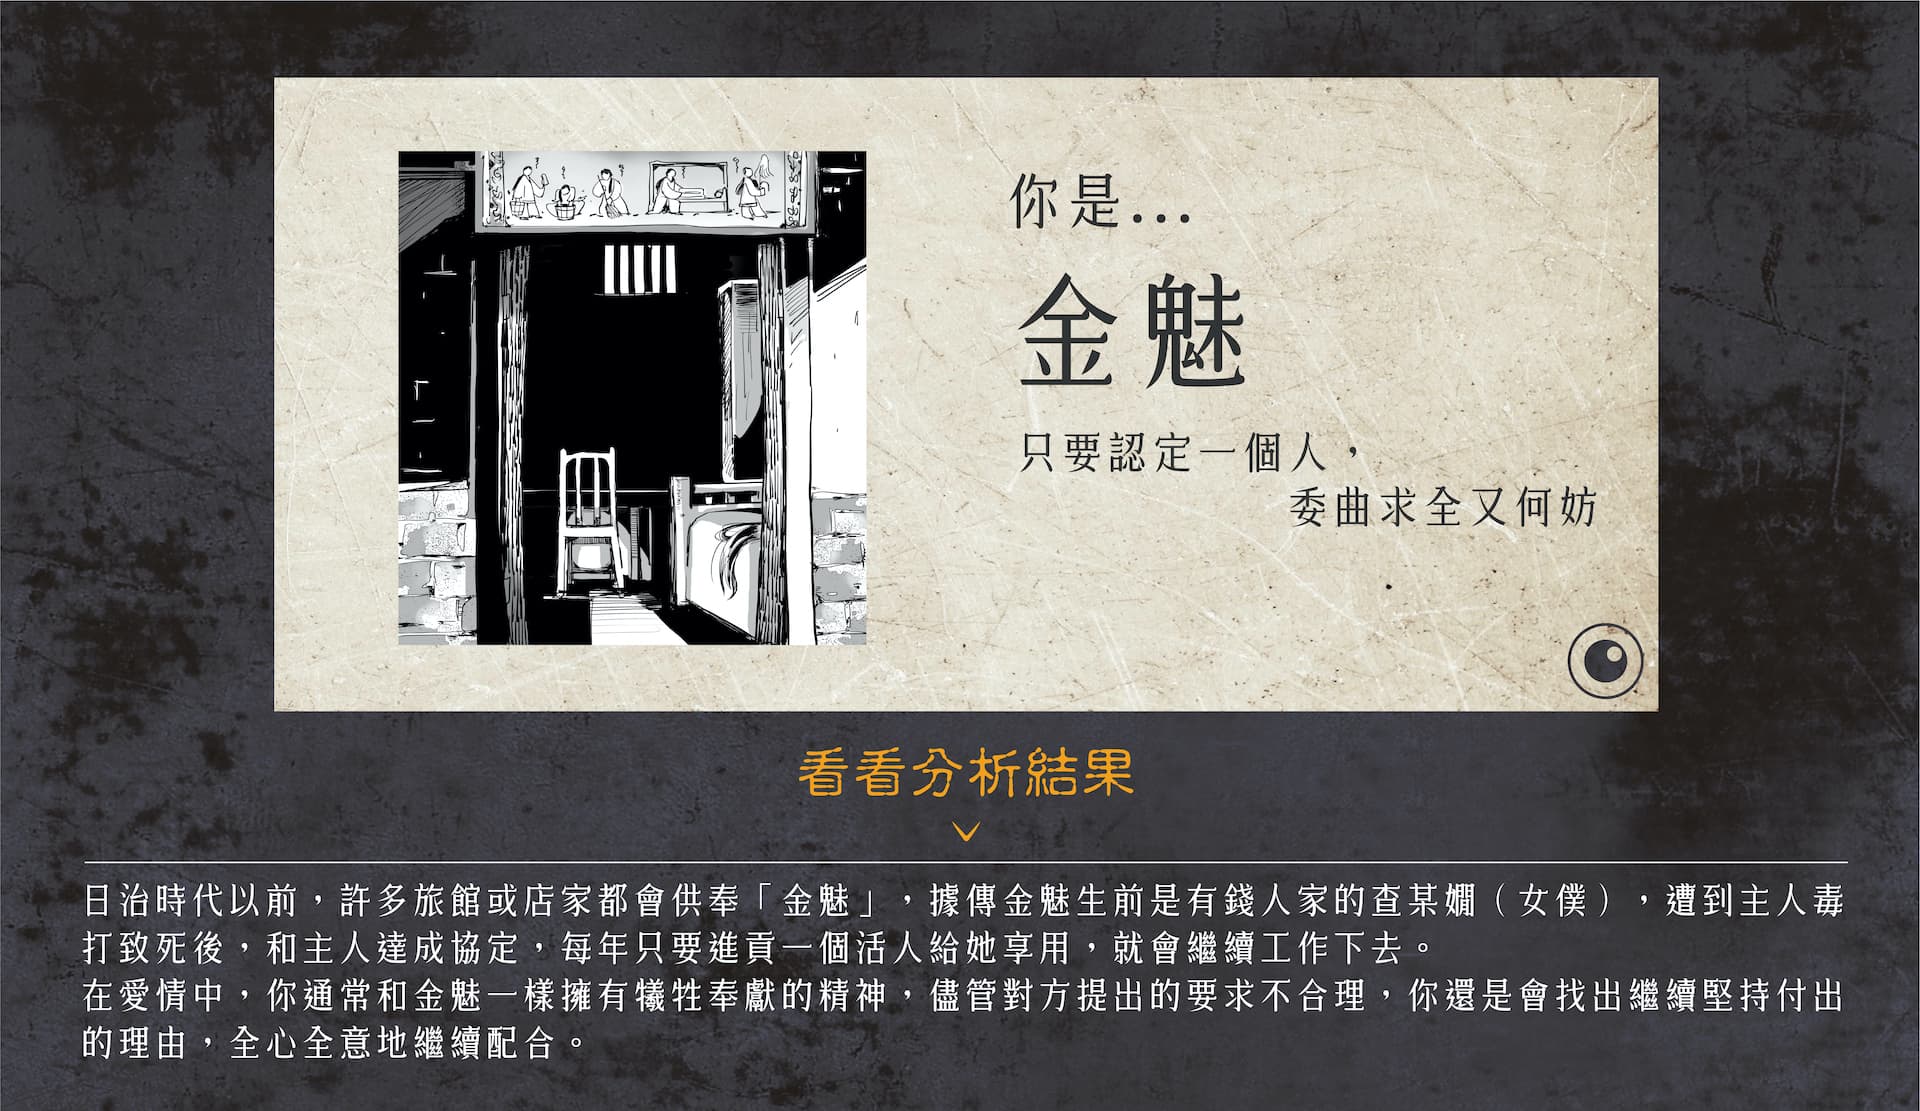 你是...
金魅
只要認定一個人，
委曲求全又何妨
看看分析結果
日治時代以前，許多旅館或店家都會供奉「金魅」，據傳金魅生前是有錢人家的查某嫺（女僕），遭到主人毒
打致死後，和主人達成協定，每年只要進貢一個活人給她享用，就會繼續工作下去。
在愛情中，你通常和金魅一樣擁有犧牲奉獻的精神，儘管對方提出的要求不合理，你還是會找出繼續堅持付出
的理由，全心全意地繼續配合。